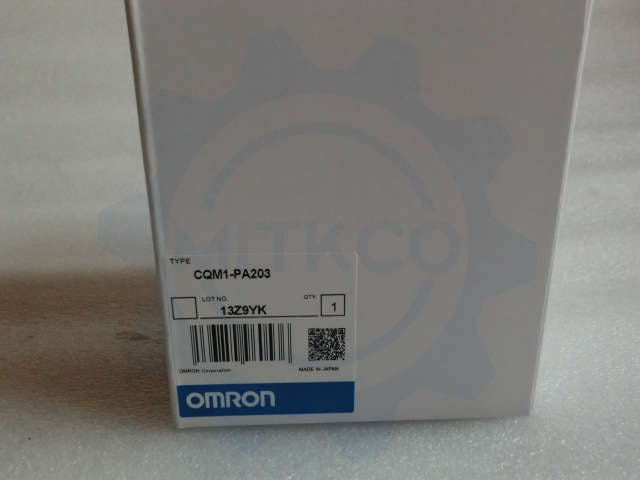 MITKCO
TYPE
CQM1-PA203
LOT NO.
QTY.
13Z9YK
1
OMRON Corporation
MADE IN JAPAN
OMRON